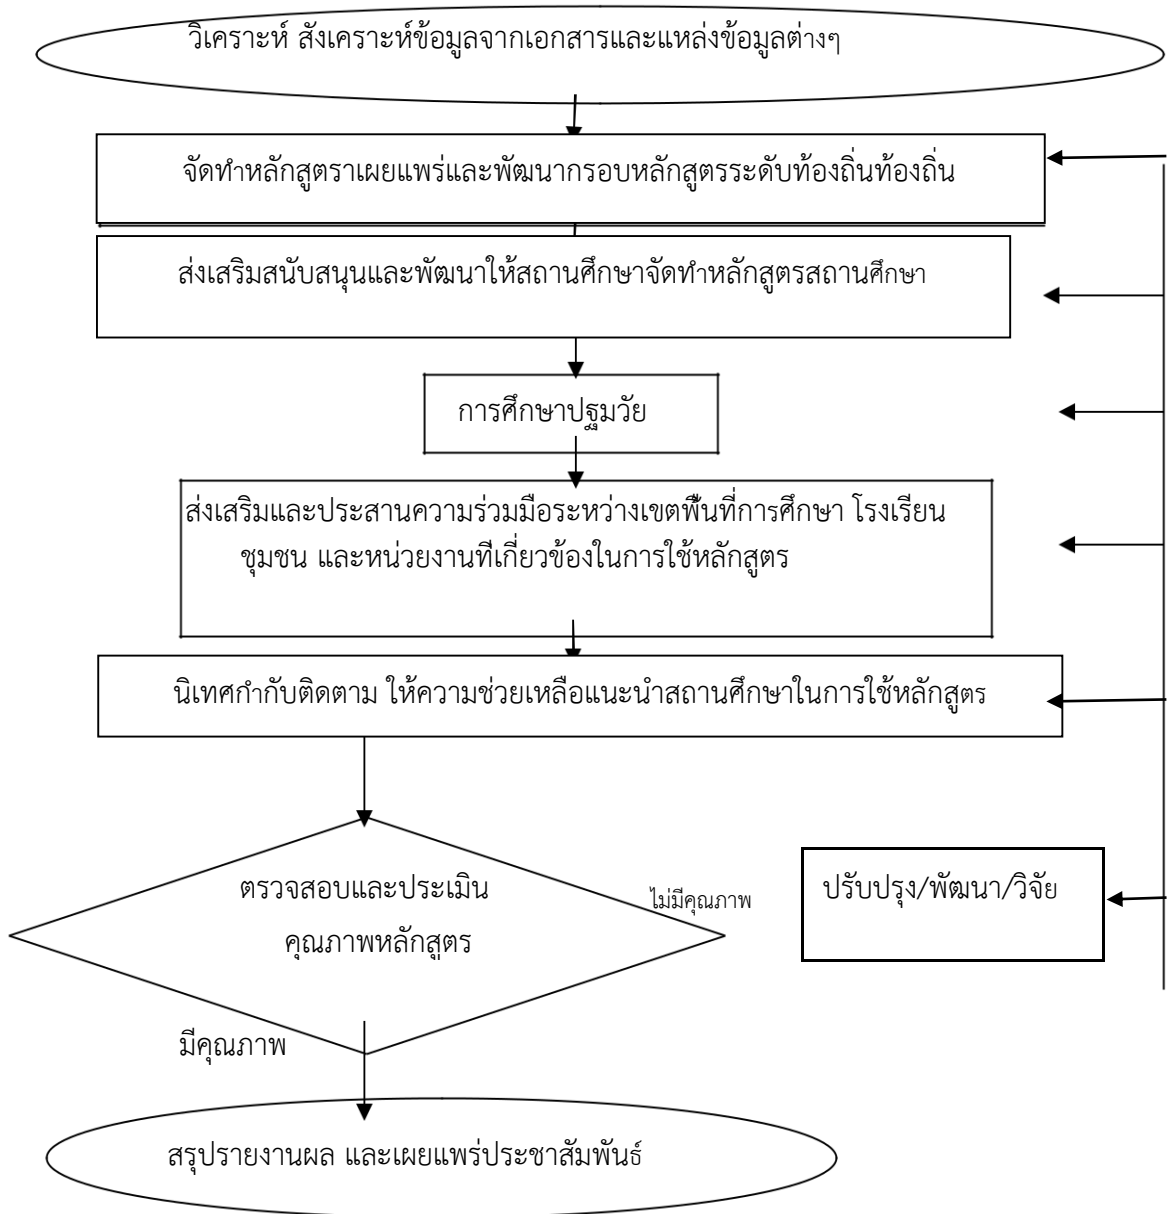 วิเคราะห์ สังเคราะห์ข้อมูลจากเอกสารและแหล่งข้อมูลต่างๆ
จัดทำหลักสูตราเผยแพร่และพัฒนากรอบหลักสูตรระดับท้องถิ่นท้องถิ่น
ส่งเสริมสนับสนุนและพัฒนาให้สถานศึกษาจัดทำหลักสูตรสถานศึกษา
การศึกษาปฐมวัย
ส่งเสริมและประสานความร่วมมือระหว่างเขตพื้นที่การศึกษา โรงเรียน
ชุมชน และหน่วยงานที่เกี่ยวข้องในการใช้หลักสูตร
นิเทศกำกับติดตาม ให้ความช่วยเหลือแนะนำสถานศึกษาในการใช้หลักสูตร
ตรวจสอบและประเมิน
คุณภาพหลักสูตร
ไม่มีคุณภาพ
ปรับปรุง/พัฒนา/วิจัย
มีคุณภาพ
สรุปรายงานผล และเผยแพร่ประชาสัมพันธ์